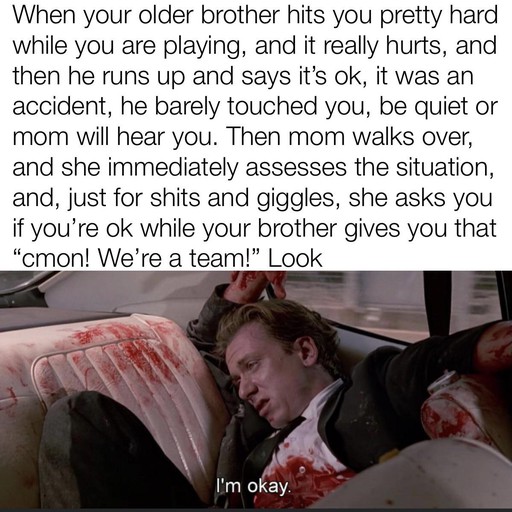 When your older brother hits you pretty hard
while you are playing, and it really hurts, and
then he runs up and says it’s ok, it was an
accident, he barely touched you, be quiet or
mom will hear you. Then mom walks over,
and she immediately assesses the situation,
and, just for shits and giggles, she asks you
if you’re ok while your brother gives you that
“cmon! We’re a team!” Look
I'm okay.